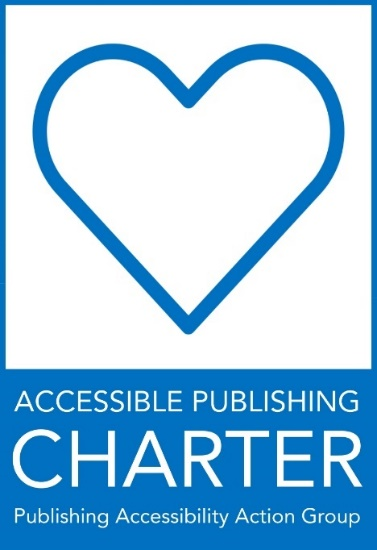 ACCESSIBLE PUBLISHING
CHARTER
Publishing Accessibility Action Group